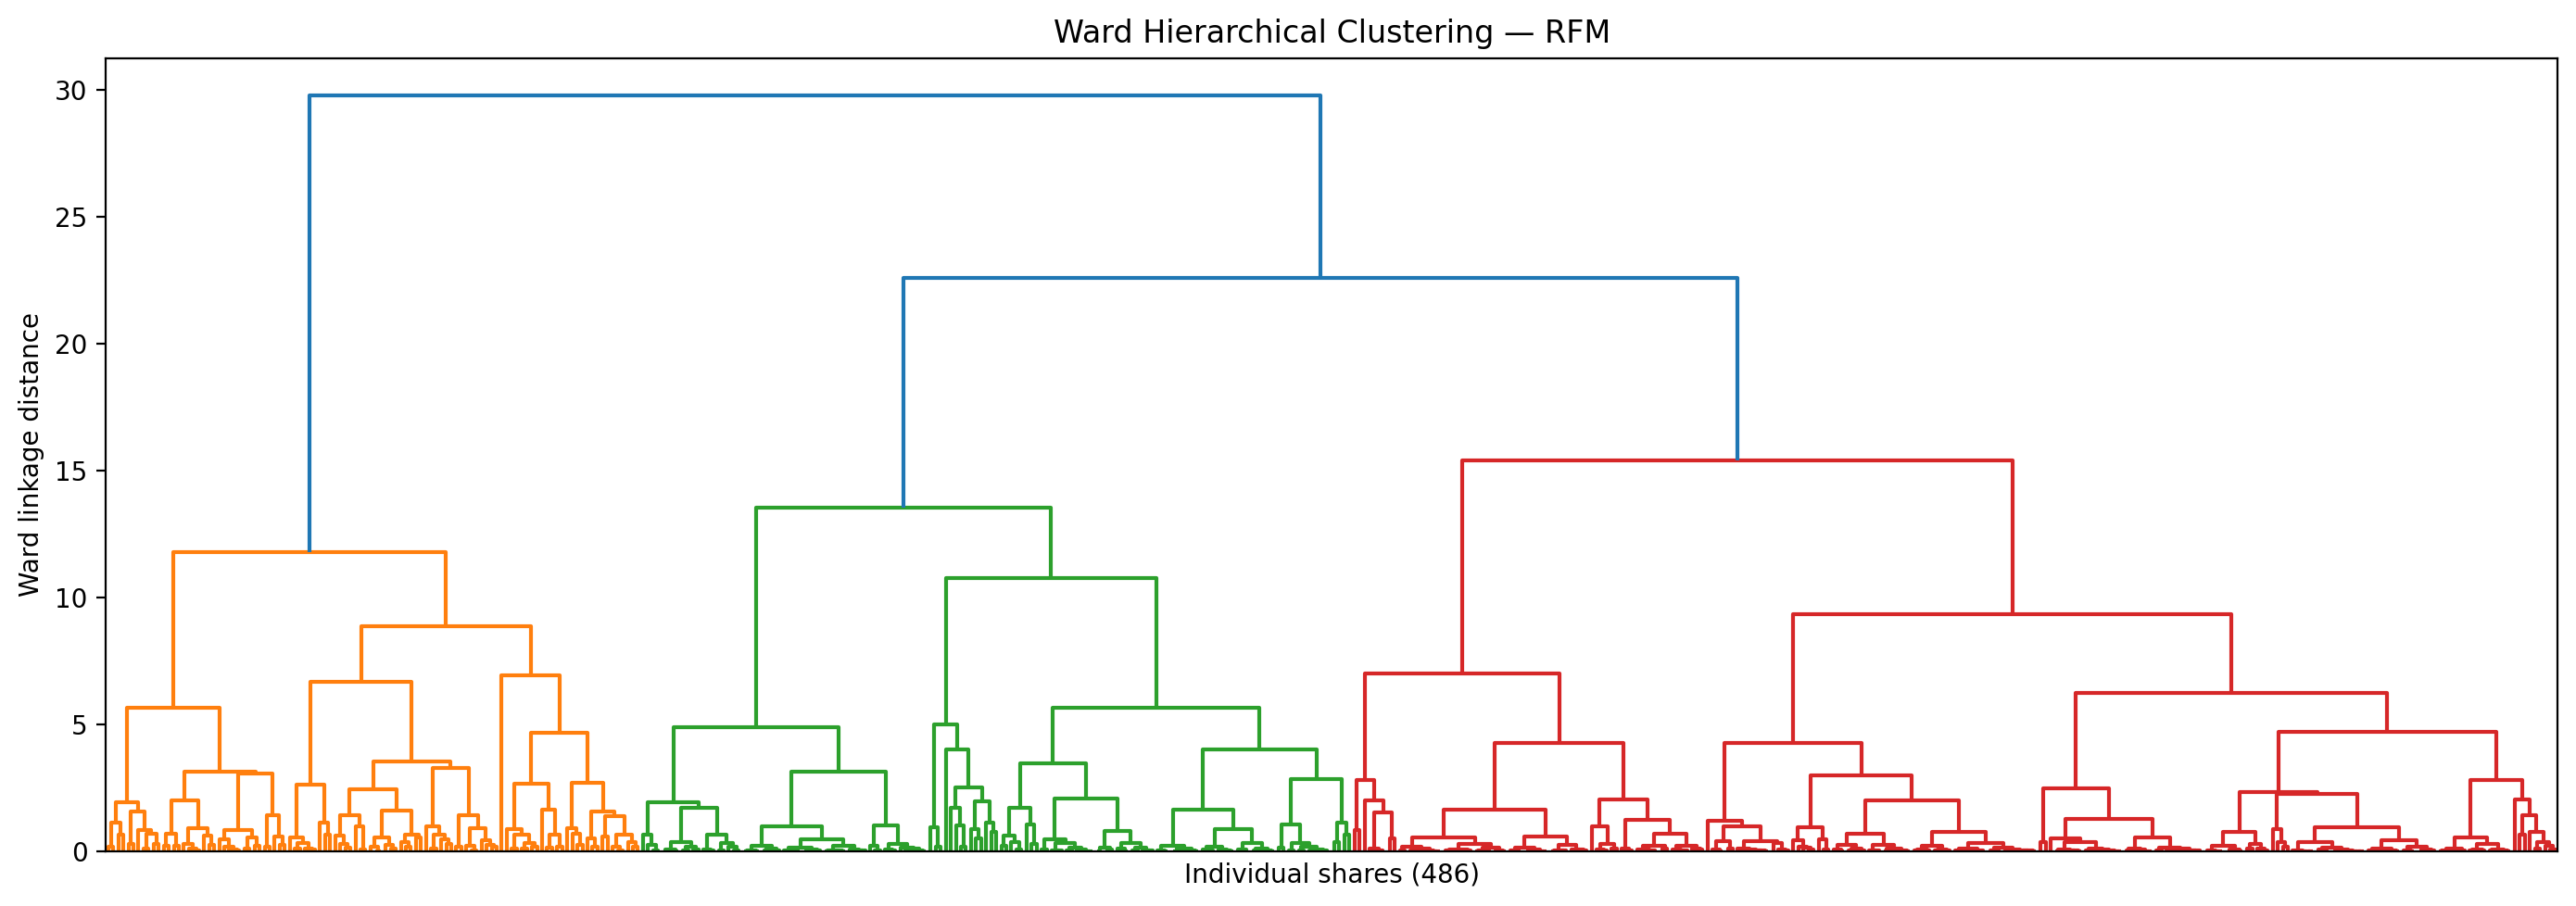 Ward Hierarchical Clustering — RFM
30
25
20
15
10
5
0
Ward linkage distance
Individual shares (486)